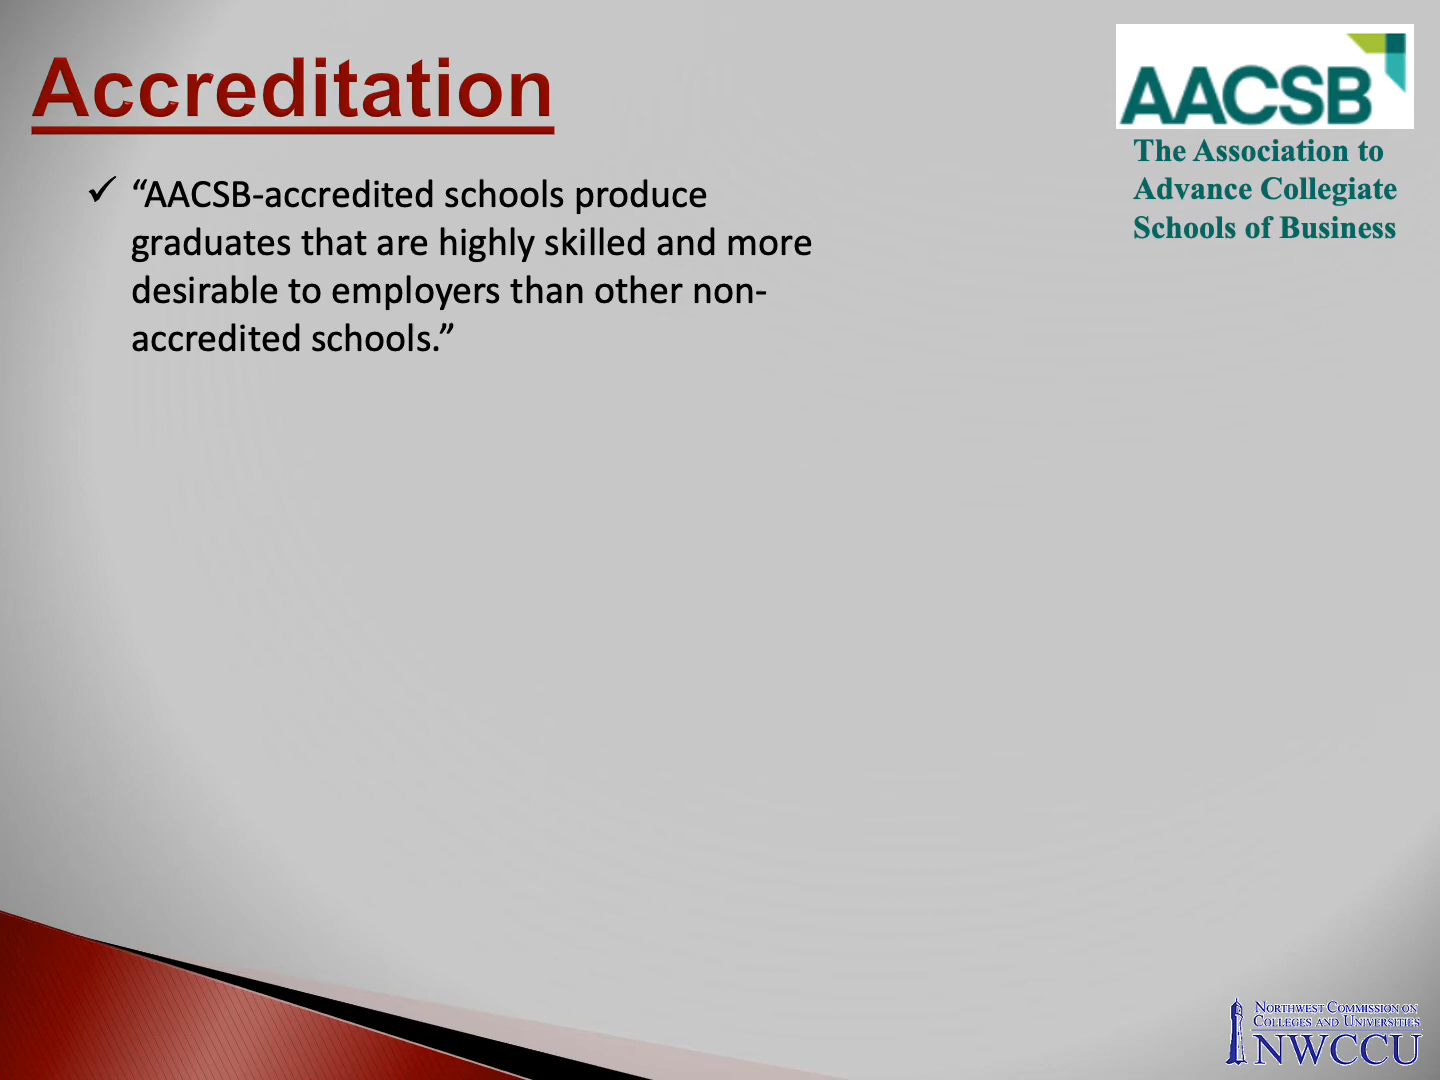 Accreditation
AACSB
The Association to
Advance Collegiate
Schools of Business
✓ “AACSB-accredited schools produce
graduates that are highly skilled and more
desirable to employers than other non-
accredited schools.”
Northwest Commission on
Colleges and Universities
NWCCU